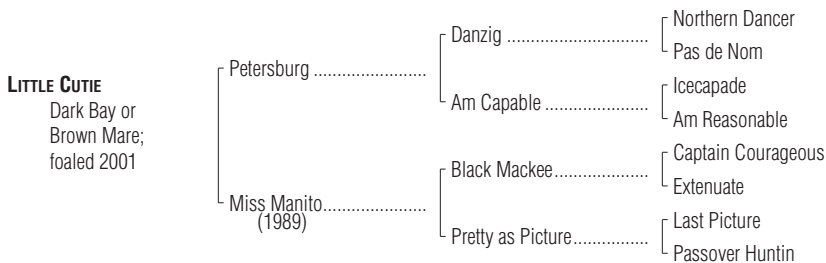 Northern Dancer
Danzig ..............................
Pas de Nom
Petersburg ........................
Icecapade
Am Capable ......................
Am Reasonable
LITTLE CUTIE
Dark Bay or
Brown Mare;
foaled 2001
Captain Courageous
Black Mackee....................
Extenuate
Miss Manito......................
(1989)
Last Picture
Pretty as Picture................
Passover Huntin